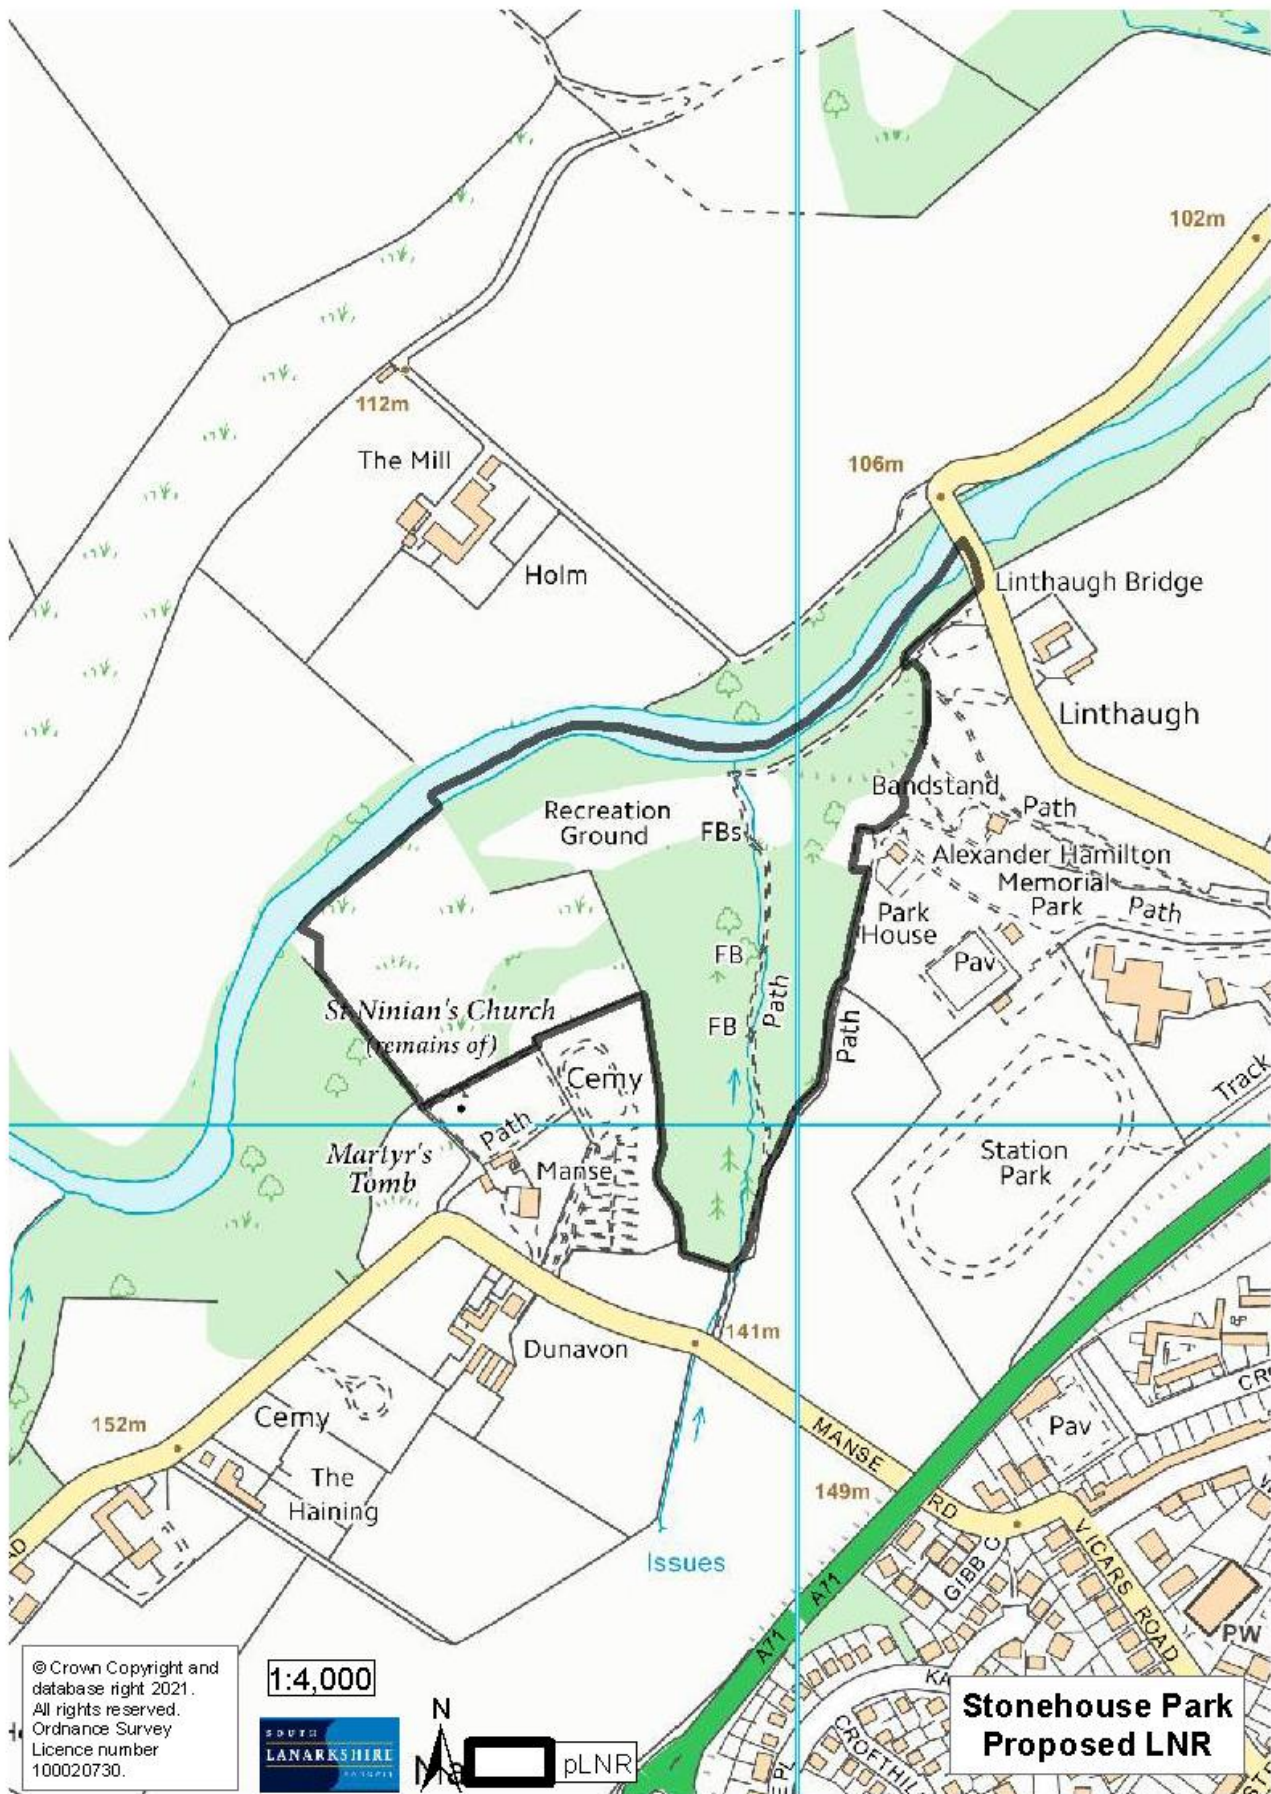 102m
112m
The Mill
106m
Holm
Linthaugh Bridge
Linthaugh
Bandstand
Path
Recreation
Ground
FBs
Alexander Hamilton
Memorial
Park
Path
Park
House
FB
Pav
Path
St Ninian's Church
(remains of)
FB
Path
Cemy
Track
Path
Martyr's
Tomb
Manse
Station
Park
141m
Dunavon
152m
Cemy
MANSE
RD
Pav
The
Haining
149m
VICARS ROAD
GIBB
Issues
A71
A71
PW
© Crown Copyright and
database right 2021.
All rights reserved.
Ordnance Survey
Licence number
100020730.
1:4,000
SOUTH
LANARKSHIRE
COUNCIL
N
pLNR
Stonehouse Park
Proposed LNR